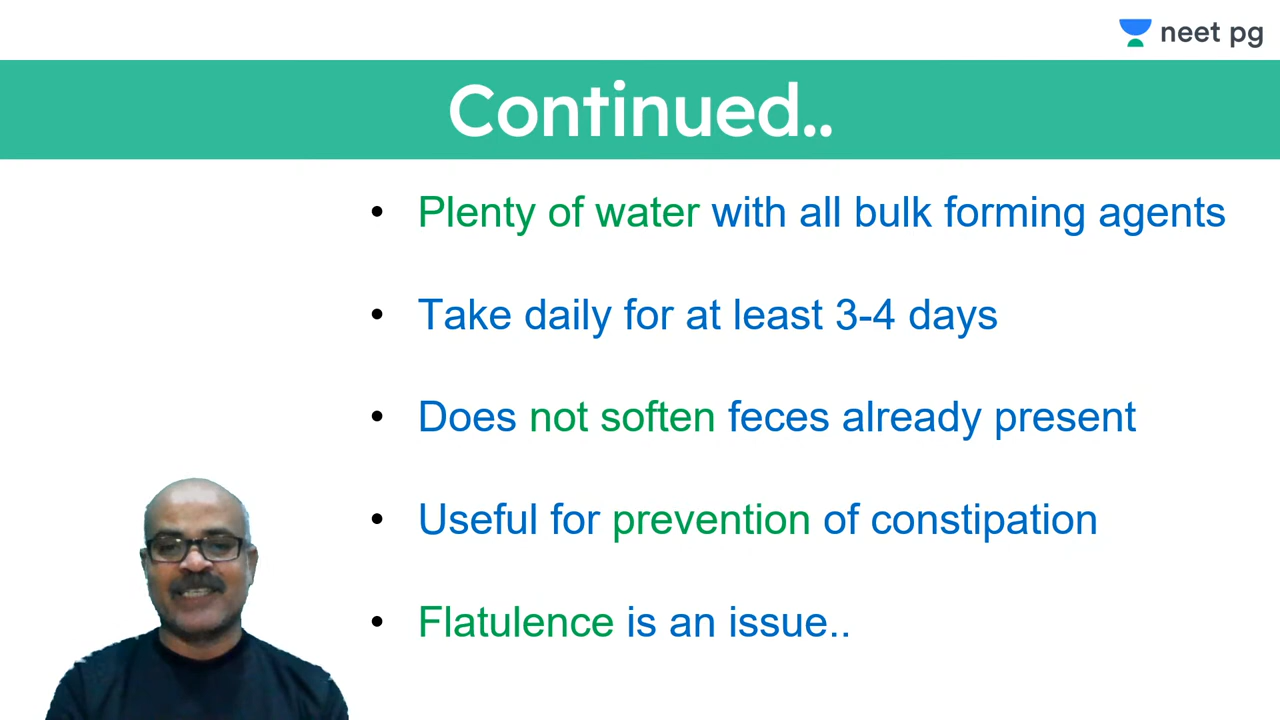 neet pg
Continued..
• Plenty of water with all bulk forming agents
• Take daily for at least 3-4 days
• Does not soften feces already present
• Useful for prevention of constipation
• Flatulence is an issue..